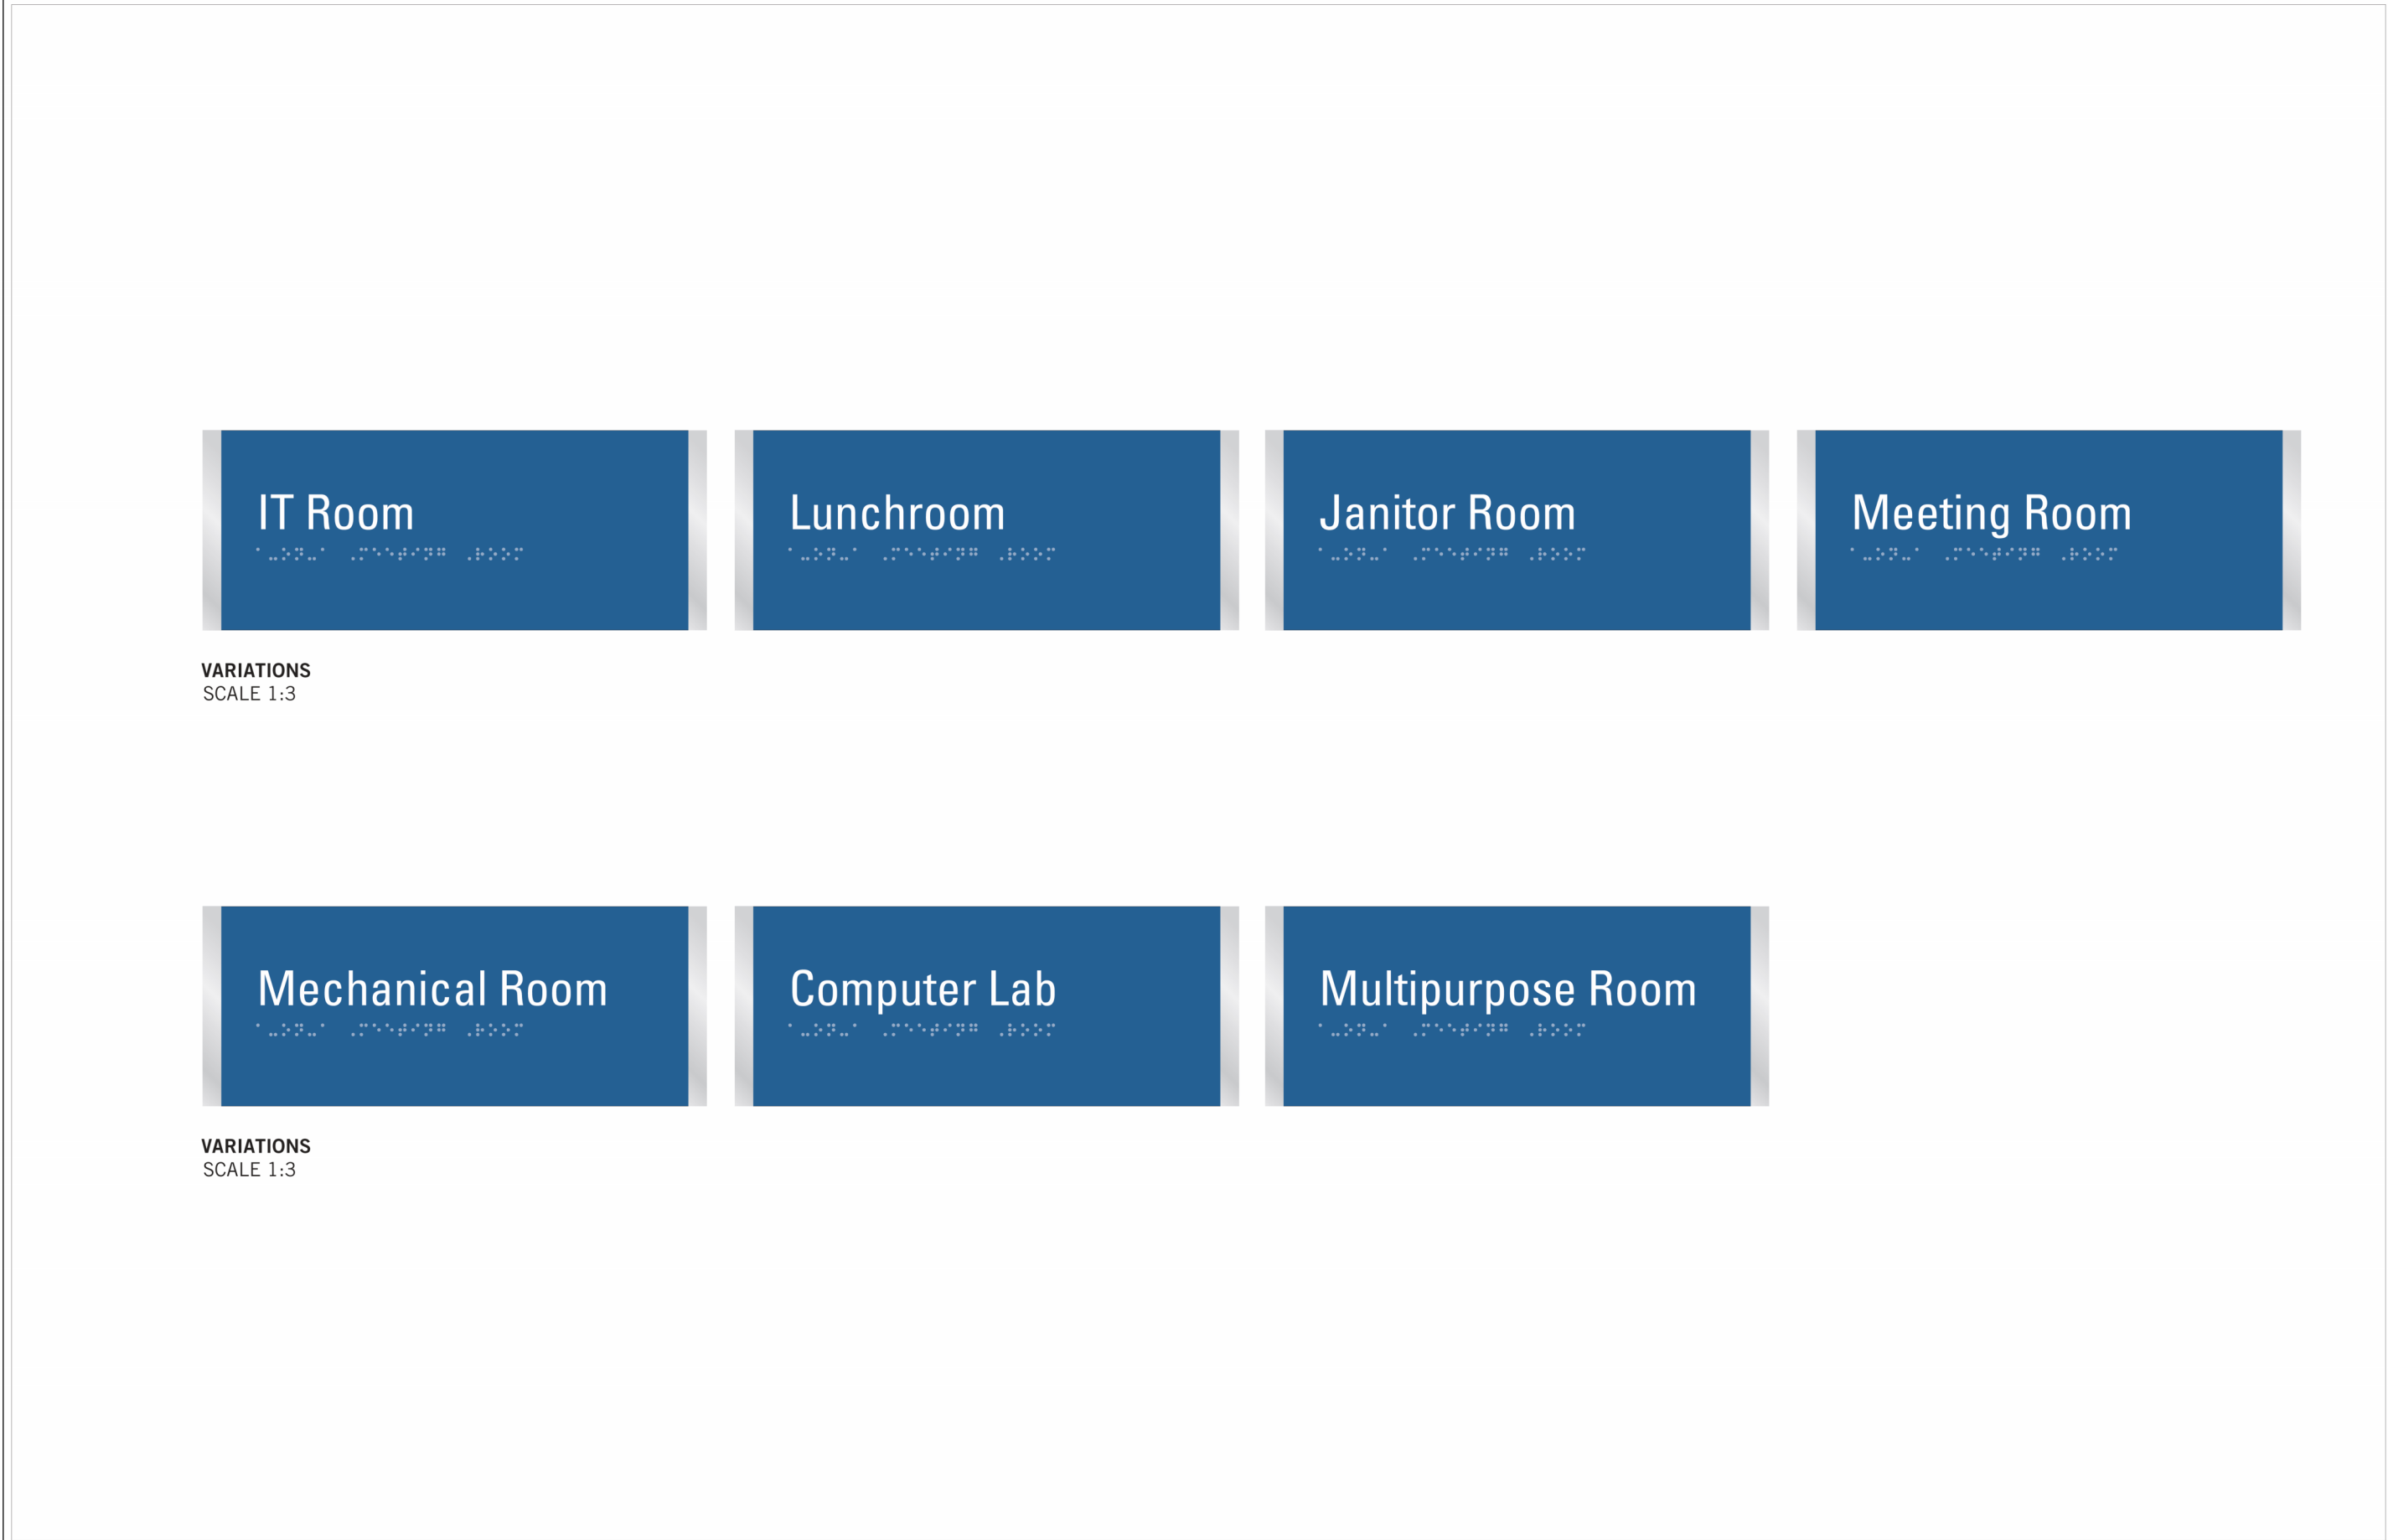 IT Room
Lunchroom
Janitor Room
Meeting Room
VARIATIONS
SCALE 1:3
Mechanical Room
Computer Lab
Multipurpose Room
VARIATIONS
SCALE 1:3